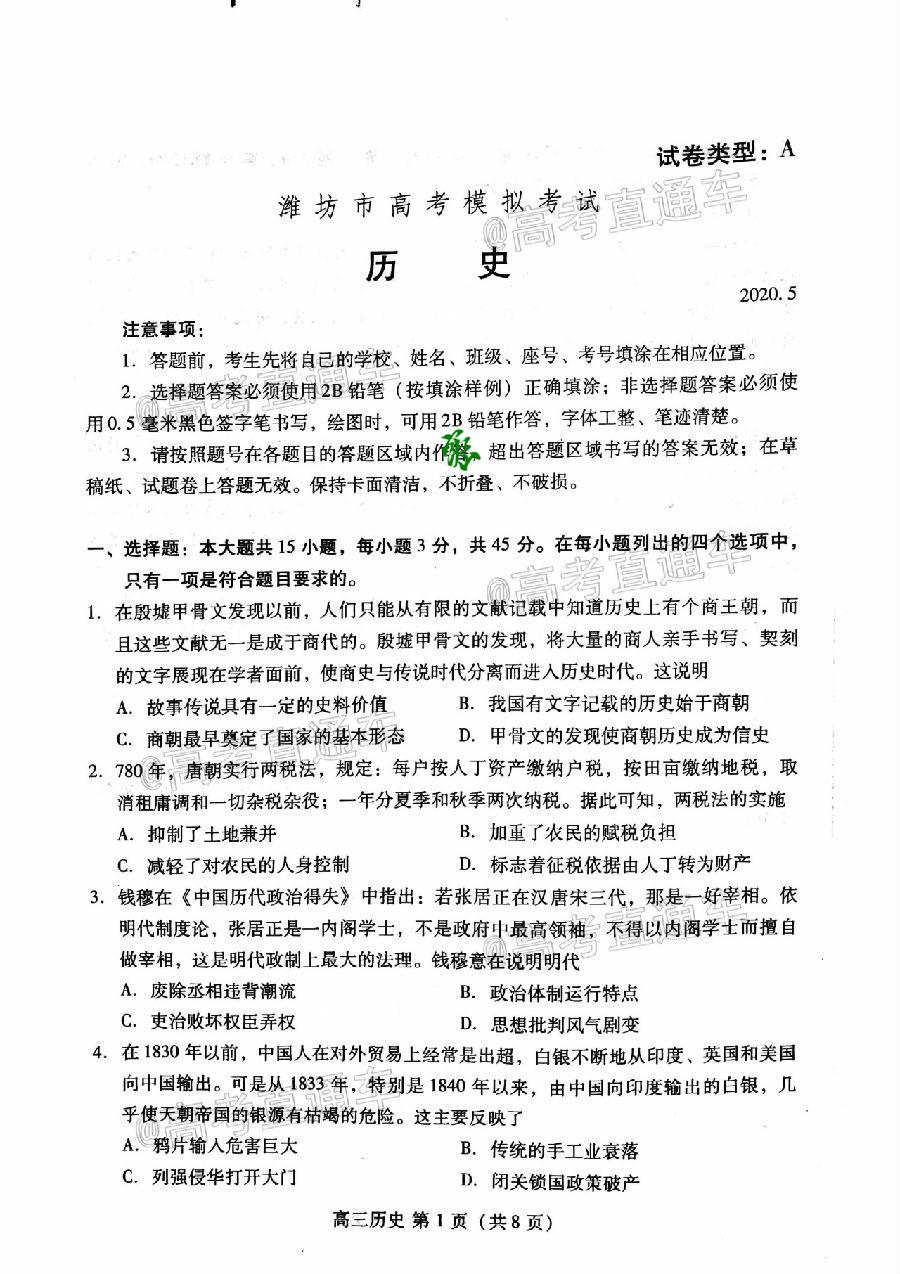 试卷类型：A
潍坊市高考模拟考试
历 史
2020.5
注意事项：
1．答题前，考生先将自己的学校、姓名、班级、座号、考号填涂在相应位置。
2．选择题答案必须使用2B铅笔（按填涂样例）正确填涂；非选择题答案必须使
用0.5毫米黑色签字笔书写，绘图时，可用2B铅笔作答，字体工整、笔迹清楚。
3．请按照题号在各题目的答题区域内作答，超出答题区域书写的答案无效；在草
稿纸、试题卷上答题无效。保持卡面清洁，不折叠、不破损。
一、选择题：本大题共15小题，每小题3分，共45分。在每小题列出的四个选项中，
只有一项是符合题目要求的。
1．在殷墟甲骨文发现以前，人们只能从有限的文献记载中知道历史上有个商王朝，而
且这些文献无一是成于商代的。殷墟甲骨文的发现，将大量的商人亲手书写、契刻
的文字展现在学者面前，使商史与传说时代分离而进入历史时代。这说明
A．故事传说具有一定的史料价值 B．我国有文字记载的历史始于商朝
C．商朝最早奠定了国家的基本形态 D．甲骨文的发现使商朝历史成为信史
2．780年，唐朝实行两税法，规定：每户按人丁资产缴纳户税，按田亩缴纳地税，取
消租庸调和一切杂税杂役；一年分夏季和秋季两次纳税。据此可知，两税法的实施
A．抑制了土地兼并 B．加重了农民的赋税负担
C．减轻了对农民的人身控制 D．标志着征税依据由人丁转为财产
3．钱穆在《中国历代政治得失》中指出：若张居正在汉唐宋三代，那是一好宰相。依
明代制度论，张居正是一内阁学士，不是政府中最高领袖，不得以内阁学士而擅自
做宰相，这是明代政制上最大的法理。钱穆意在说明明代
A．废除丞相违背潮流 B．政治体制运行特点
C．吏治败坏权臣弄权 D．思想批判风气剧变
4．在1830年以前，中国人在对外贸易上经常是出超，白银不断地从印度、英国和美国
向中国输出。可是从1833年，特别是1840年以来，由中国向印度输出的白银，几
乎使天朝帝国的银源有枯竭的危险。这主要反映了
A．鸦片输入危害巨大 B．传统的手工业衰落
C．列强侵华打开大门 D．闭关锁国政策破产
高三历史 第1页（共8页）
@高考直通车
@高考直通车
@高考直通车
@高考直通车
@高考直通车
@高考直通车